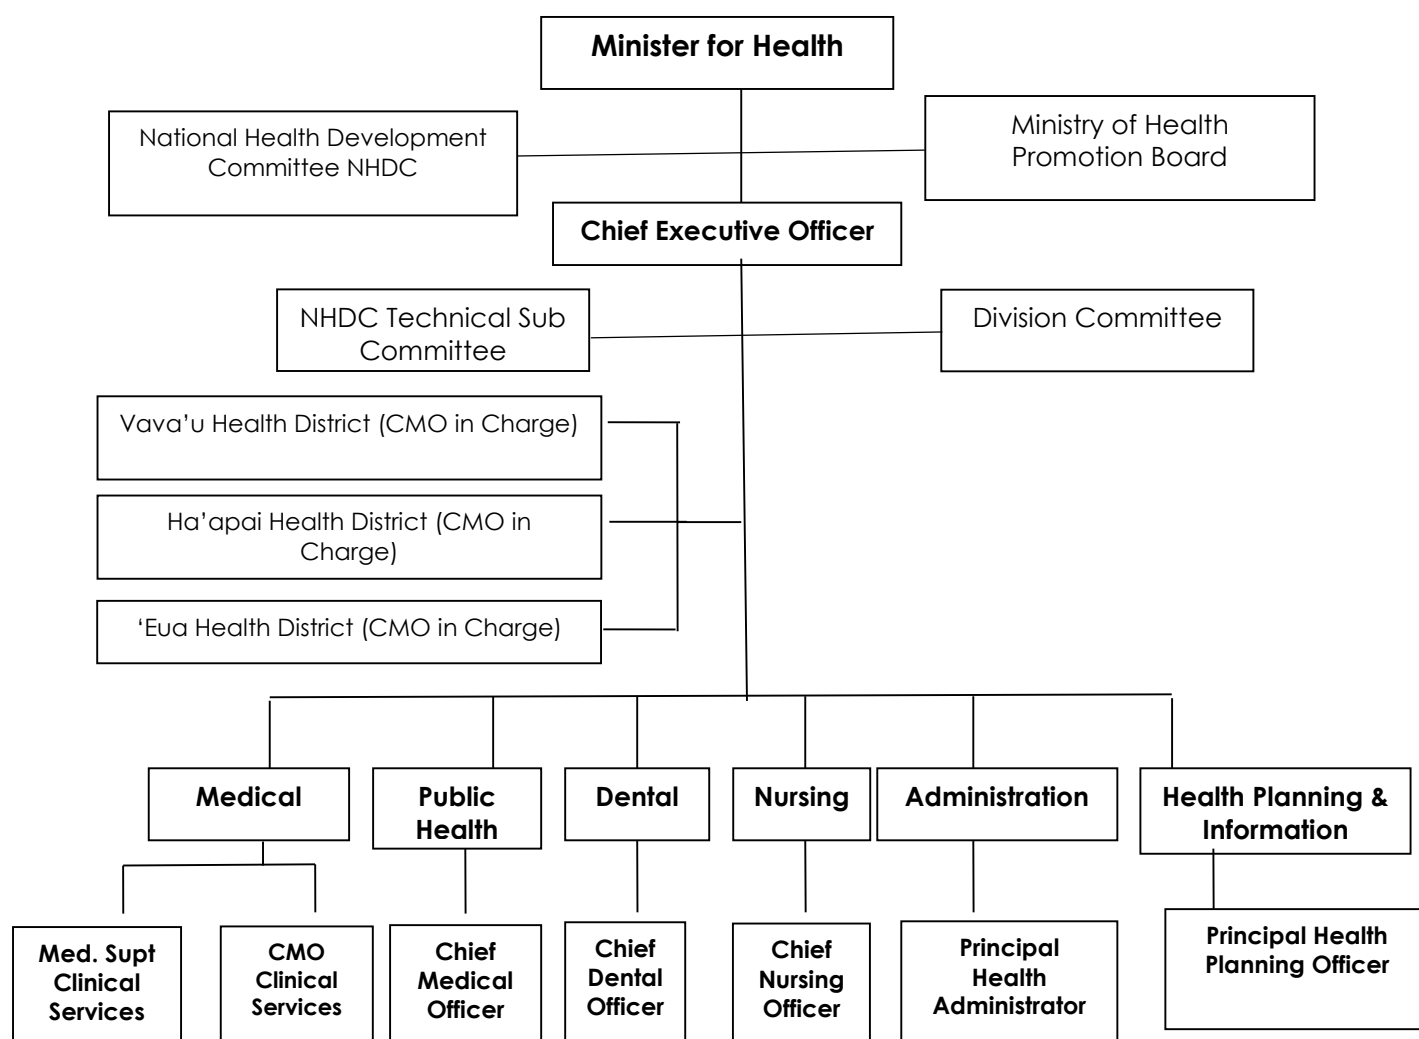 Minister for Health
National Health Development
Committee NHDC
Ministry of Health
Promotion Board
Chief Executive Officer
NHDC Technical Sub
Committee
Division Committee
Vava’u Health District (CMO in Charge)
Ha’apai Health District (CMO in
Charge)
‘Eua Health District (CMO in Charge)
Medical
Public
Health
Dental
Nursing
Administration
Health Planning &
Information
Med. Supt
Clinical
Services
CMO
Clinical
Services
Chief
Medical
Officer
Chief
Dental
Officer
Chief
Nursing
Officer
Principal
Health
Administrator
Principal Health
Planning Officer